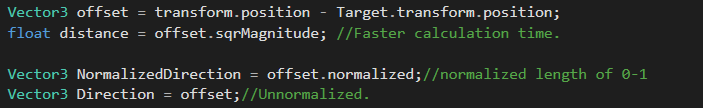 Vector3 offset = transform.position - Target.transform.position;
float distance = offset.sqrMagnitude; //Faster calculation time.
Vector3 NormalizedDirection = offset.normalized;//normalized length of 0-1
Vector3 Direction = offset;//Unnormalized.